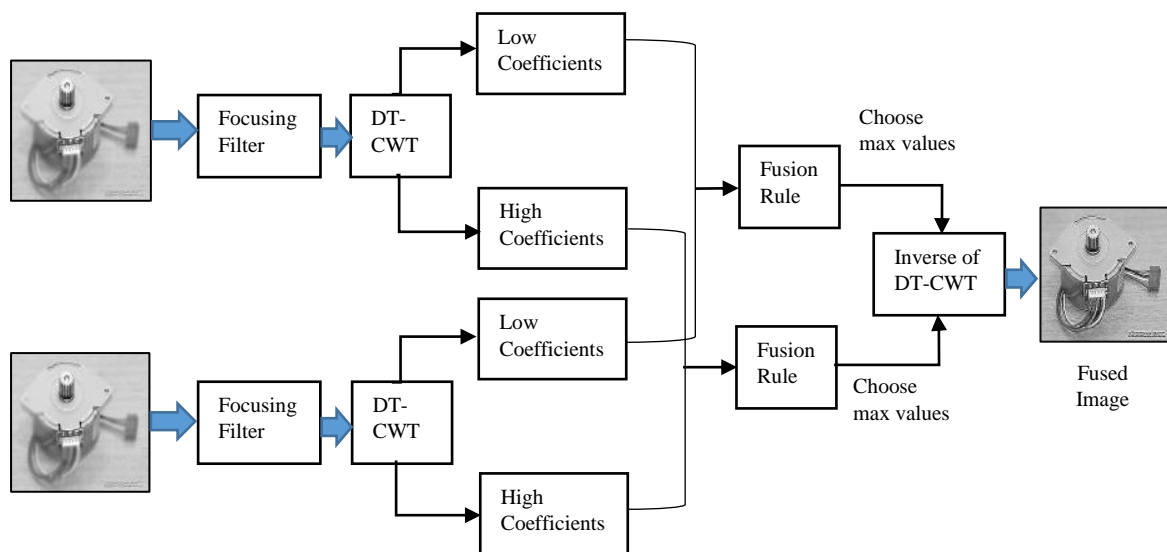 Low
Coefficients
Focusing
Filter
DT-
CWT
High
Coefficients
Choose
max values
Fusion
Rule
Inverse of
DT-CWT
Low
Coefficients
Focusing
Filter
DT-
CWT
High
Coefficients
Fusion
Rule
Choose
max values
Fused
Image